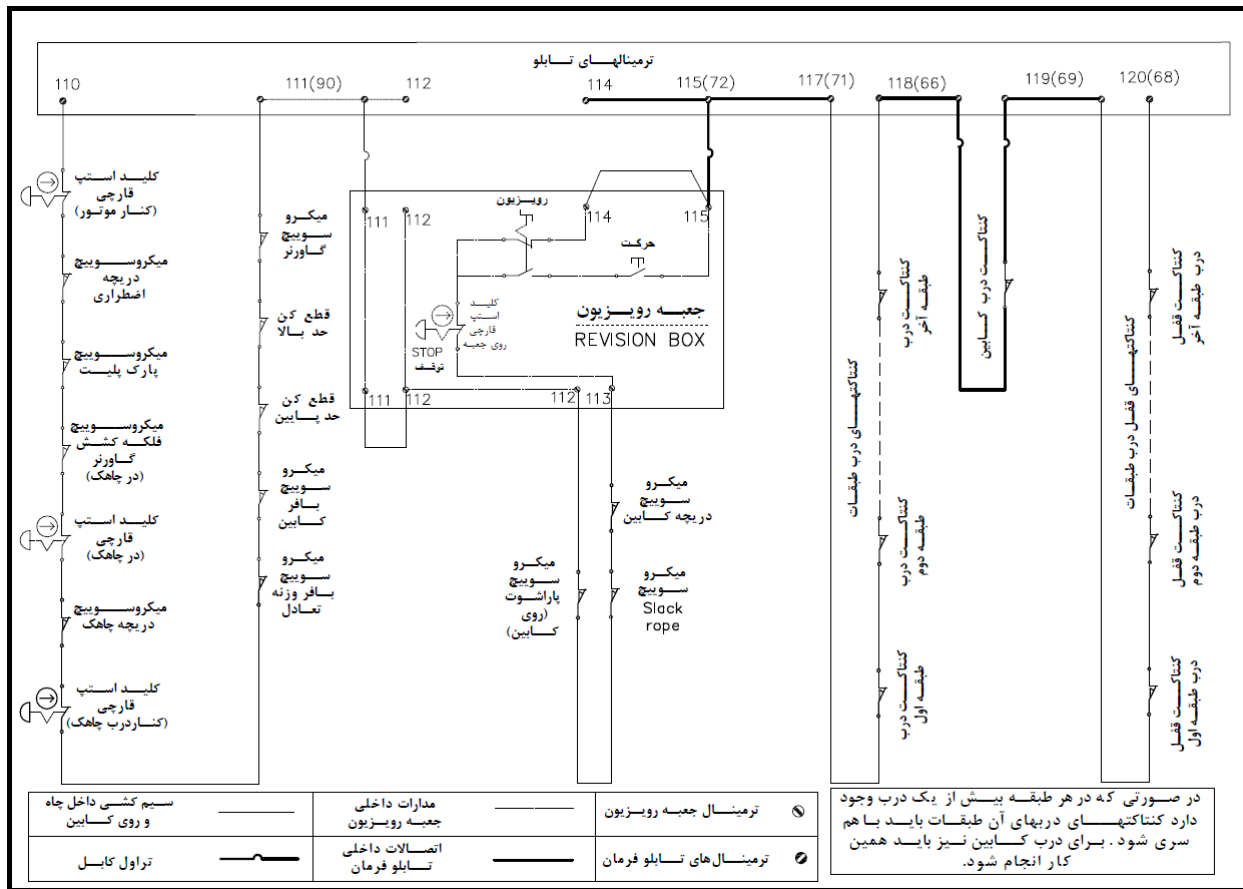 ترمینالهای تابلو
110
111(90)
112
114
115(72)
117(71)
118(66)
119(69)
120(68)
کلید استپ
قارچی
(کنار موتور)
میکروسوییچ
دریچه
اضطراری
میکروسوییچ
پارک پلیت
میکروسوییچ
فلکه کشش
گاورنر
(در چاهک)
کلید استپ
قارچی
(در چاهک)
میکروسوییچ
دریچه چاهک
کلید استپ
قارچی
(کناردرب چاهک)
میکرو
سوییچ
گاورنر
قطع کن
حد بالا
قطع کن
حد پایین
میکرو
سوییچ
بافر
کابین
میکرو
سوییچ
بافر وزنه
تعادل
111
112
رویزیون
114
115
حرکت
کلید
استپ
قارچی
روی جعبه
STOP
توقف
جعبه رویزیون
REVISION BOX
111
112
112
113
میکرو
سوییچ
دریچه کابین
میکرو
سوییچ
پاراشوت
(روی
کابین)
میکرو
سوییچ
Slack
rope
کنتاکتهای درب طبقات
کنتاکت درب
طبقه آخر
کنتاکت درب
طبقه دوم
کنتاکت درب
طبقه اول
کنتاکت درب کابین
کنتاکتهای قفل درب طبقات
کنتاکت قفل
درب طبقه آخر
کنتاکت قفل
درب طبقه دوم
کنتاکت قفل
درب طبقه اول
ترمینال جعبه رویزیون
مدارات داخلی
جعبه رویزیون
سیم کشی داخل چاه
و روی کابین
ترمینال‌های تابلو فرمان
اتصالات داخلی
تابلو فرمان
تراول کابل
در صورتی که در هر طبقه بیش از یک درب وجود
دارد کنتاکتهای دربهای آن طبقات باید با هم
سری شود. برای درب کابین نیز باید همین
کار انجام شود.